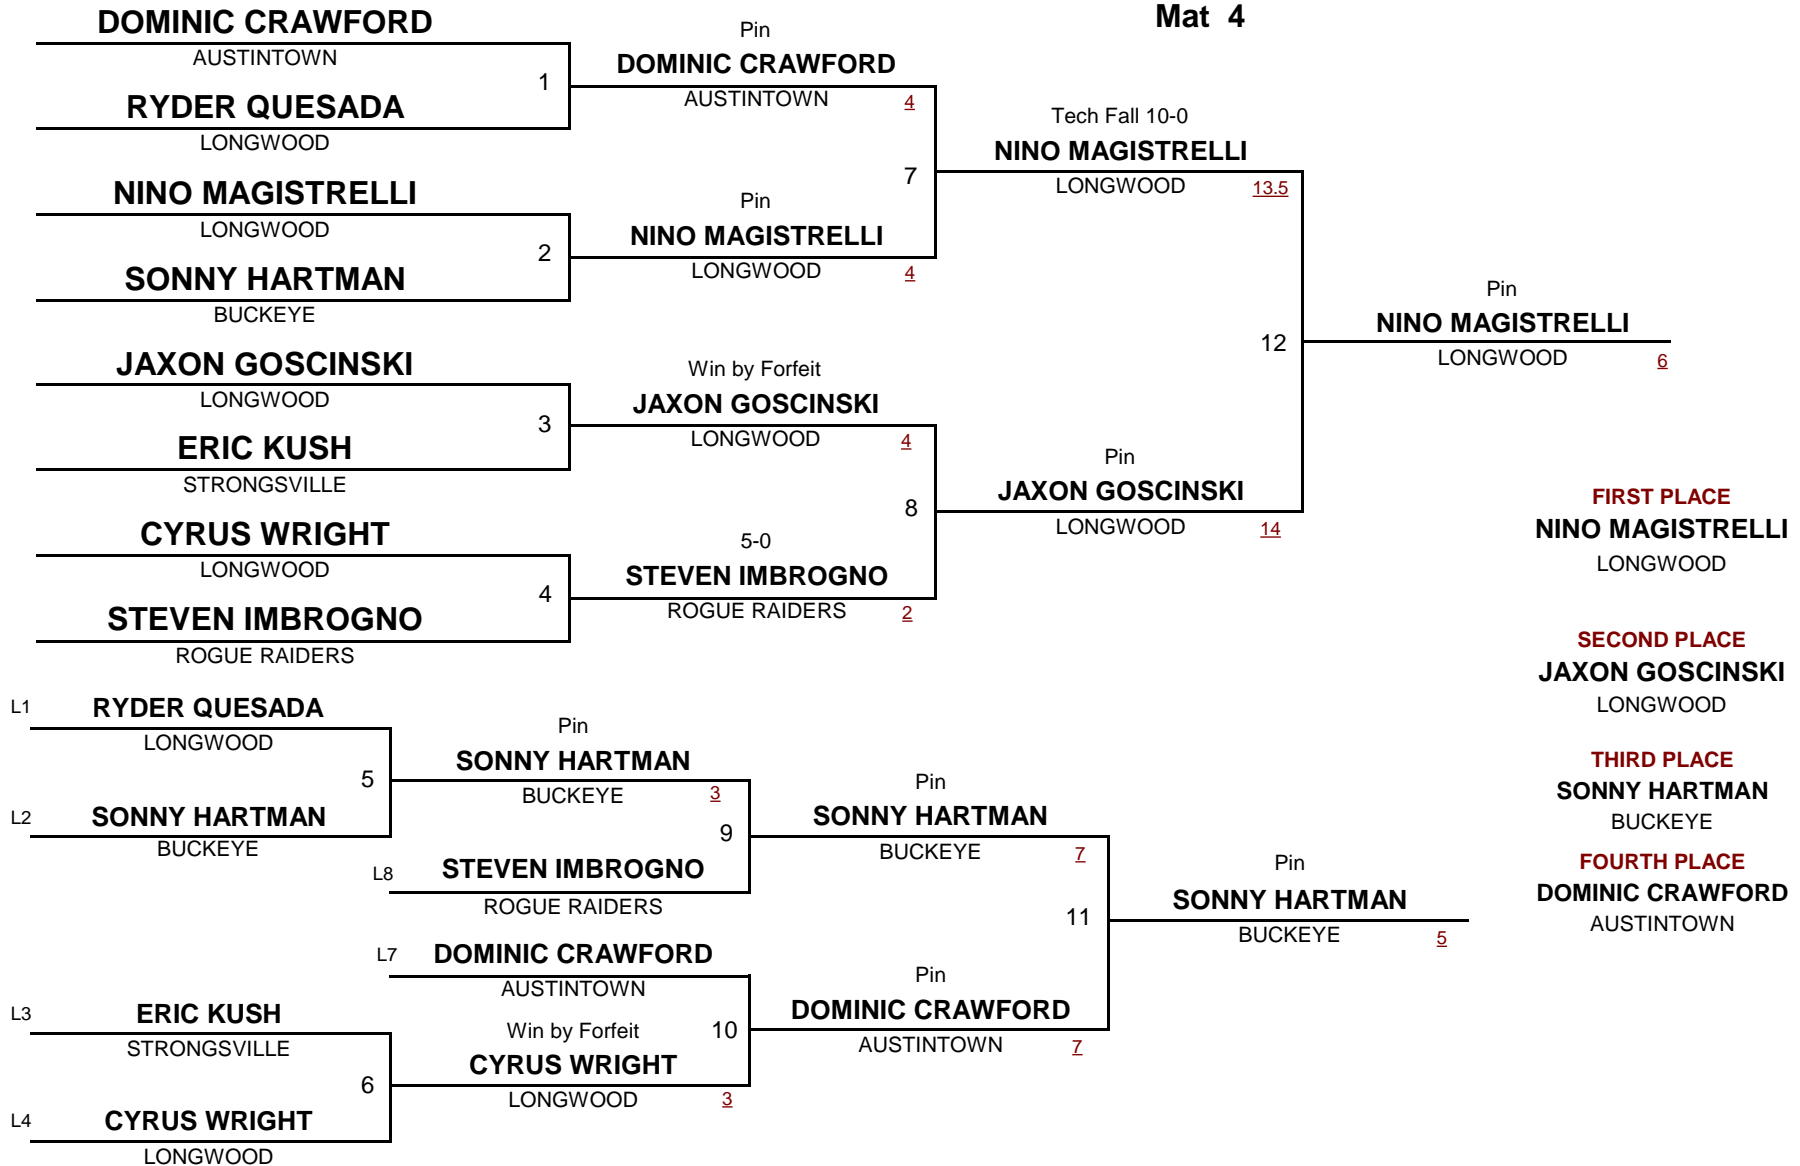 Mat 4
DOMINIC CRAWFORD
AUSTINTOWN
1
RYDER QUESADA
LONGWOOD
NINO MAGISTRELLI
LONGWOOD
2
SONNY HARTMAN
BUCKEYE
JAXON GOSCINSKI
LONGWOOD
3
ERIC KUSH
STRONGSVILLE
CYRUS WRIGHT
LONGWOOD
4
STEVEN IMBROGNO
ROGUE RAIDERS
Pin
DOMINIC CRAWFORD
AUSTINTOWN 4
7
Pin
NINO MAGISTRELLI
LONGWOOD 4
Win by Forfeit
JAXON GOSCINSKI
LONGWOOD 4
8
5-0
STEVEN IMBROGNO
ROGUE RAIDERS 2
Tech Fall 10-0
NINO MAGISTRELLI
LONGWOOD 13.5
12
Pin
JAXON GOSCINSKI
LONGWOOD 14
Pin
NINO MAGISTRELLI
LONGWOOD 6
L1 RYDER QUESADA
LONGWOOD
5
L2 SONNY HARTMAN
BUCKEYE
L3 ERIC KUSH
STRONGSVILLE
6
L4 CYRUS WRIGHT
LONGWOOD
Pin
SONNY HARTMAN
BUCKEYE 3
9
L8 STEVEN IMBROGNO
ROGUE RAIDERS
L7 DOMINIC CRAWFORD
AUSTINTOWN
Win by Forfeit 10
CYRUS WRIGHT
LONGWOOD 3
Pin
SONNY HARTMAN
BUCKEYE 7
11
Pin
DOMINIC CRAWFORD
AUSTINTOWN 7
Pin
SONNY HARTMAN
BUCKEYE 5
FIRST PLACE
NINO MAGISTRELLI
LONGWOOD
SECOND PLACE
JAXON GOSCINSKI
LONGWOOD
THIRD PLACE
SONNY HARTMAN
BUCKEYE
FOURTH PLACE
DOMINIC CRAWFORD
AUSTINTOWN